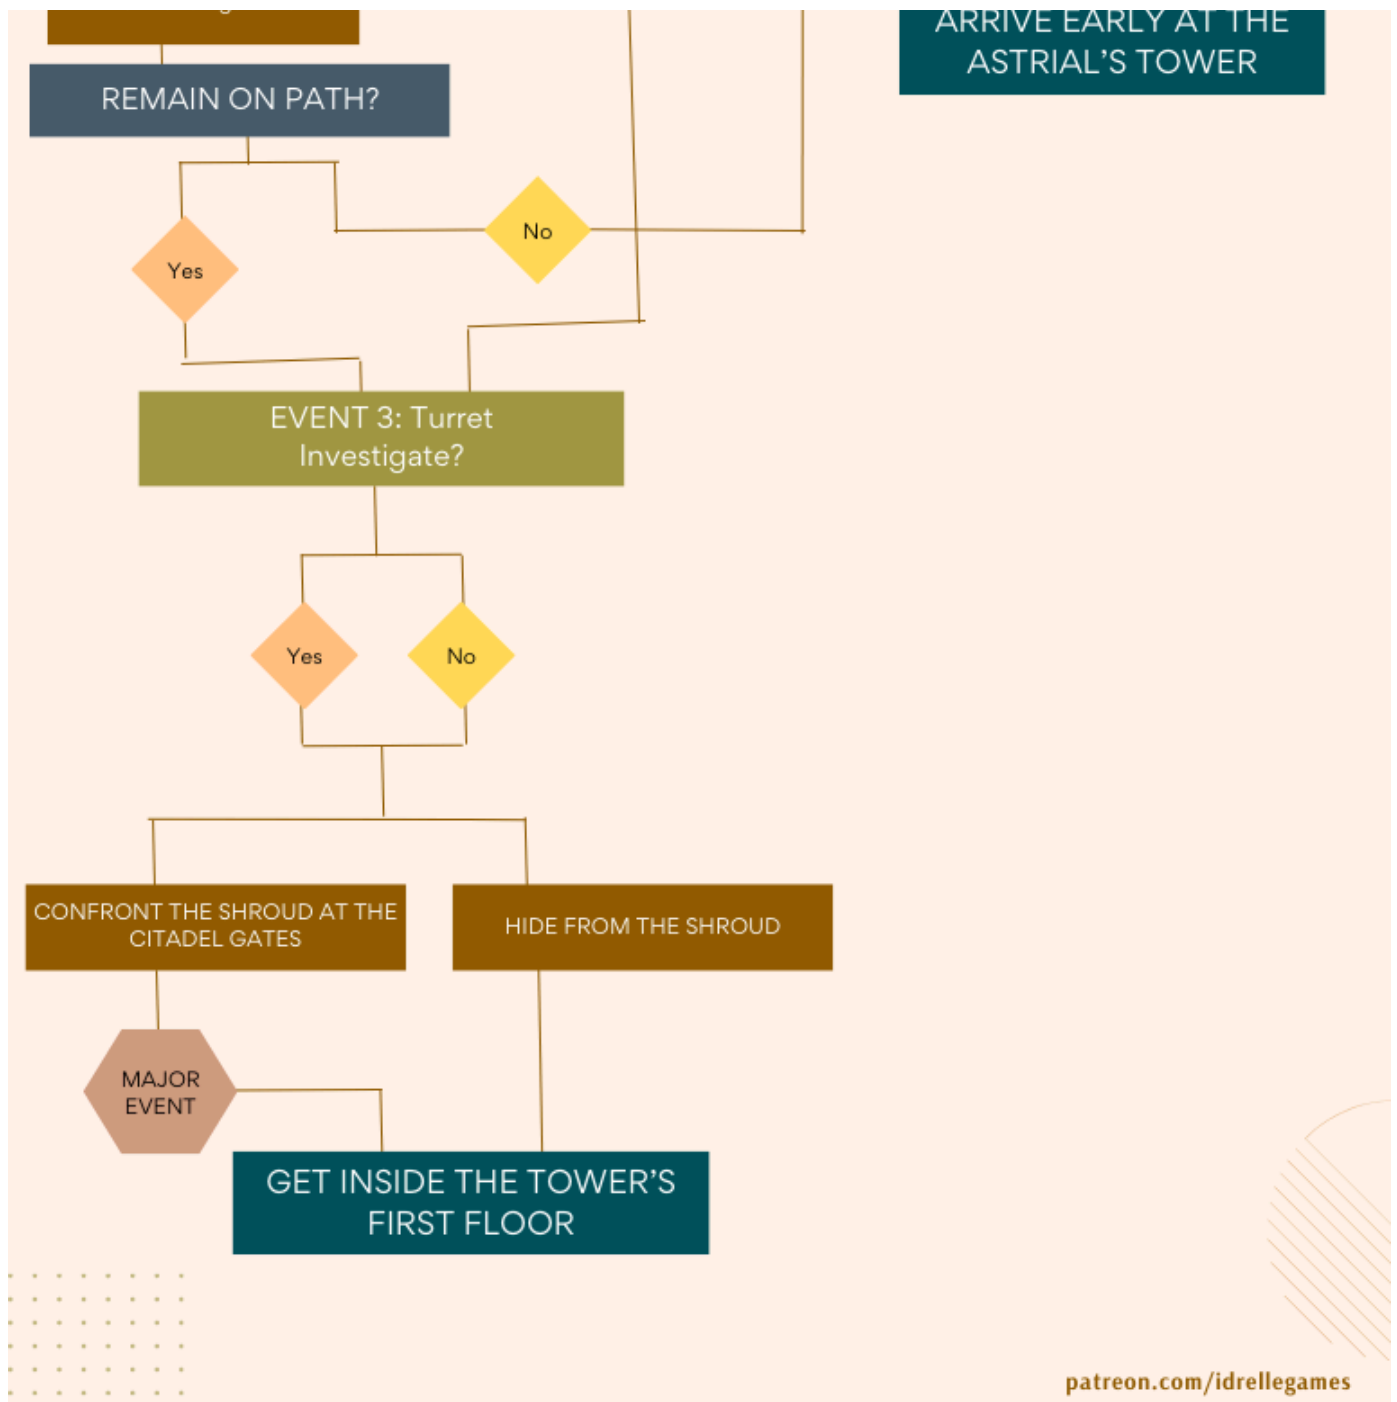 ARRIVE EARLY AT THE
ASTRIAL'S TOWER
REMAIN ON PATH?
No
Yes
EVENT 3: Turret
Investigate?
Yes
No
CONFRONT THE SHROUD AT THE
CITADEL GATES
HIDE FROM THE SHROUD
MAJOR
EVENT
GET INSIDE THE TOWER’S
FIRST FLOOR
patreon.com/idrellegames